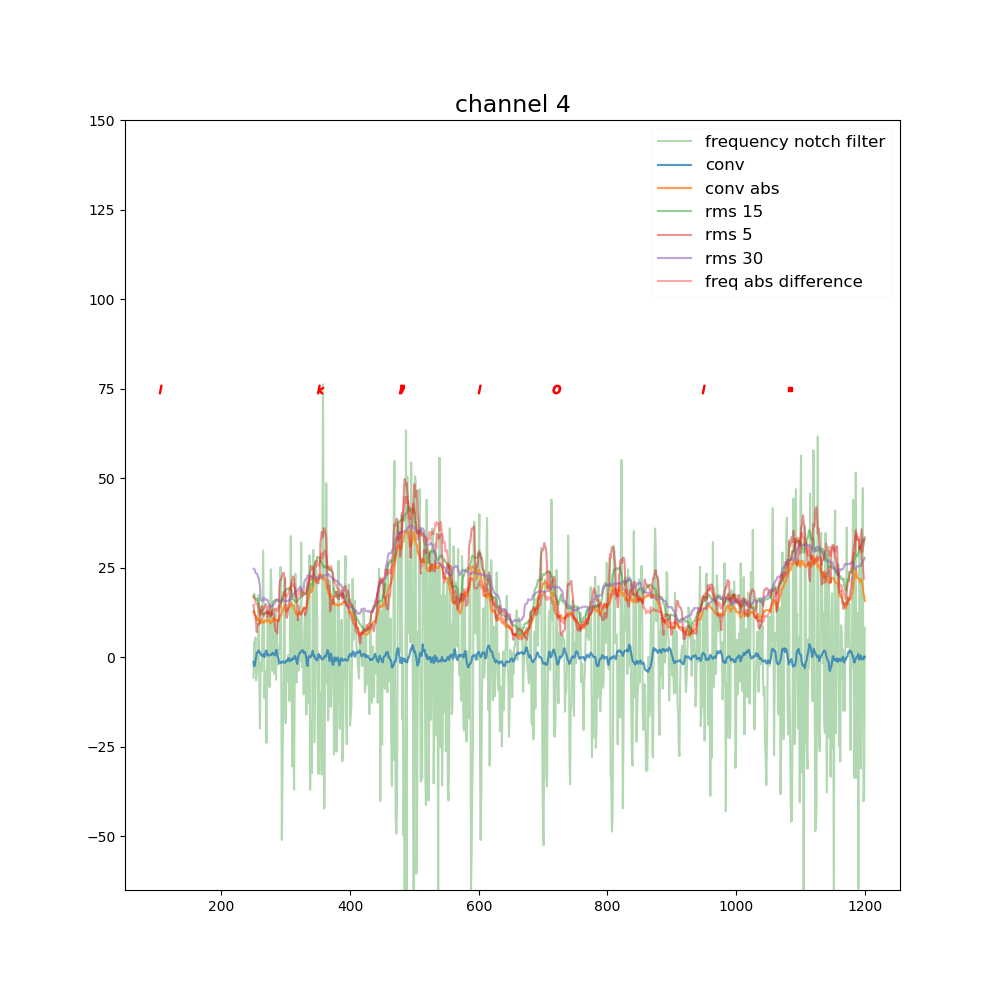 channel 4
150
125
100
75
50
25
0
−25
−50
200 400 600 800 1000 1200
frequency notch filter
conv
conv abs
rms 15
rms 5
rms 30
freq abs difference
l k l l .